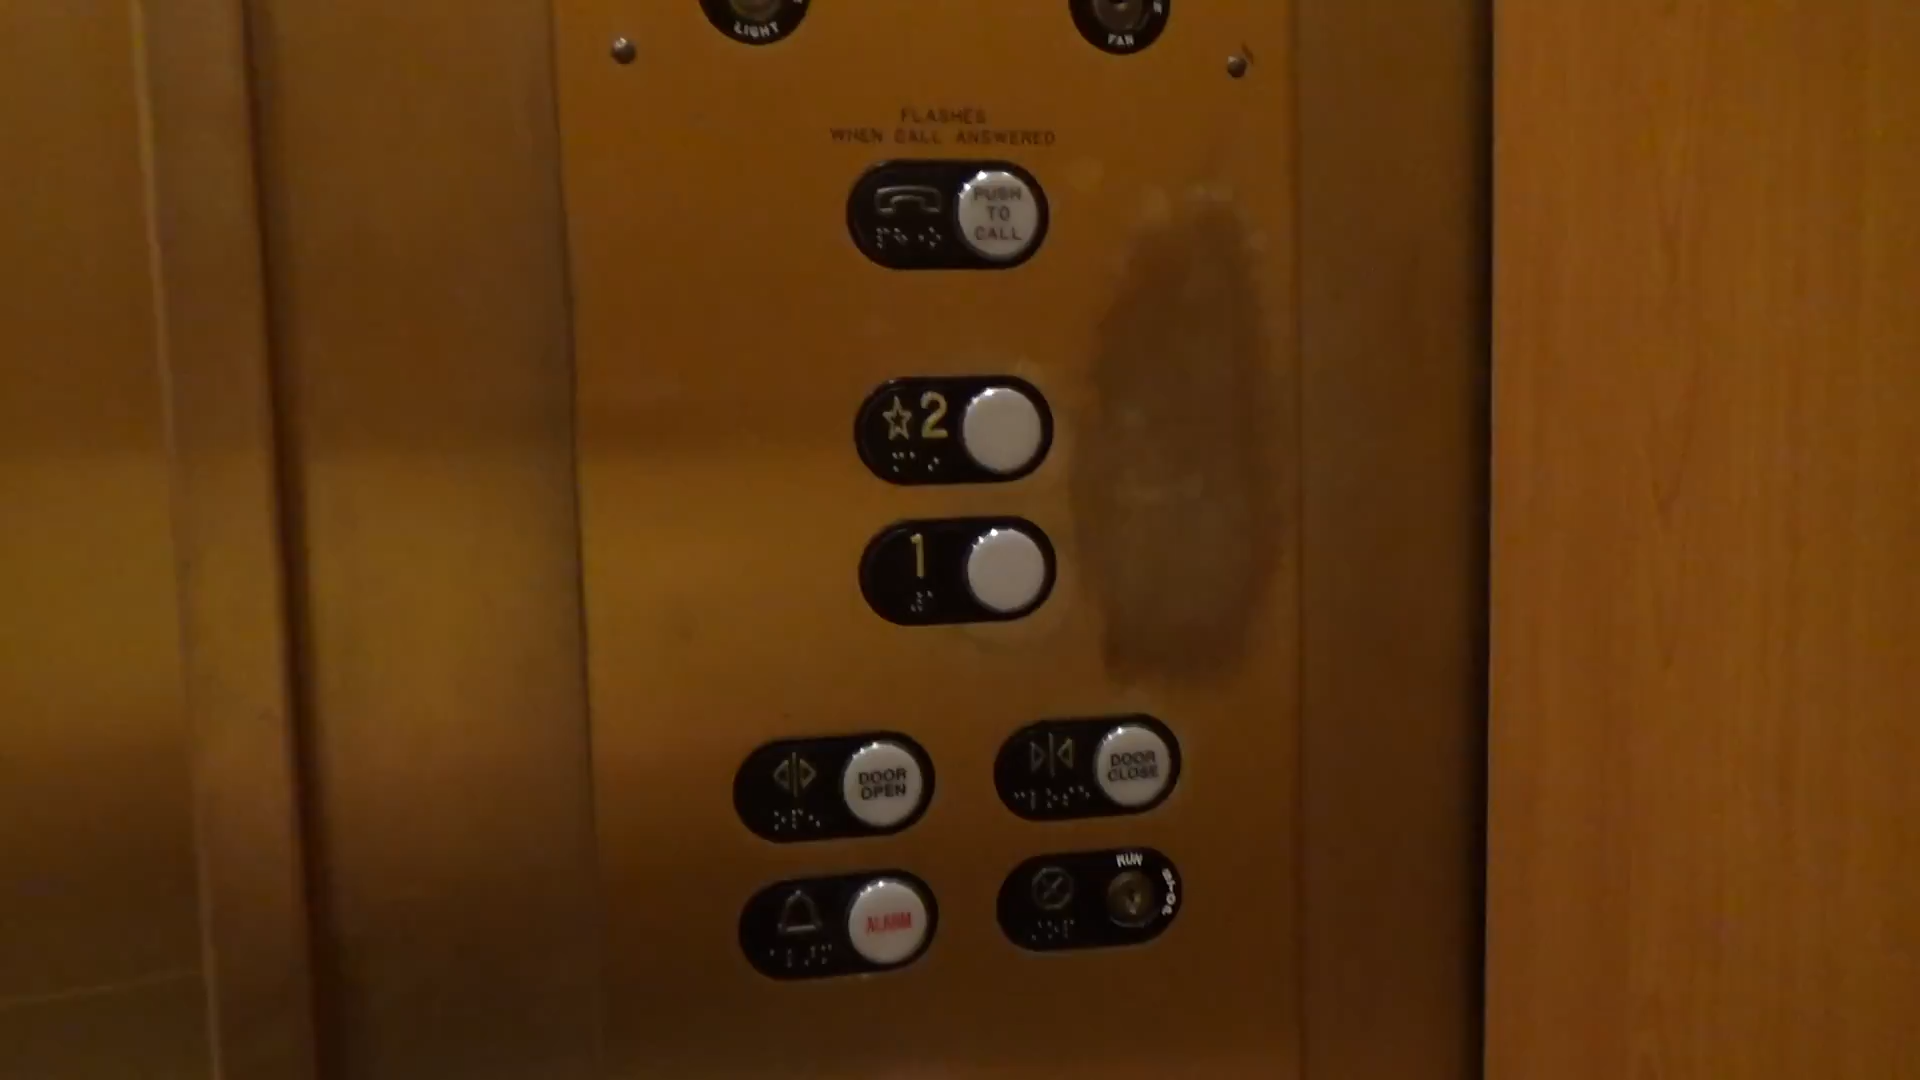 LIGHT
FAN
FLASHES
WHEN CALL ANSWERED
PUSH
TO
CALL
☆2
1
DOOR
OPEN
DOOR
CLOSE
ALARM
RUN
STOP